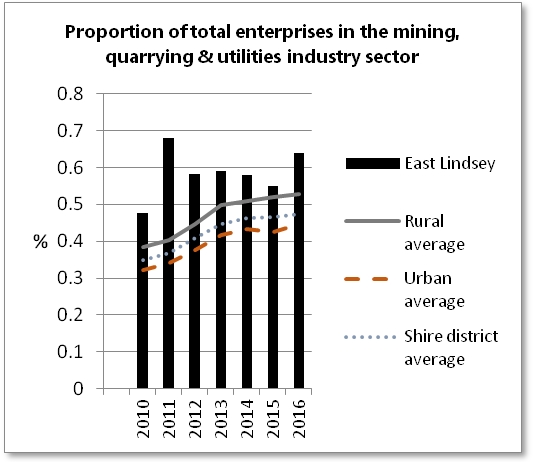 Proportion of total enterprises in the mining,
quarrying & utilities industry sector
0.8
0.7
0.6
0.5
0.4
0.3
0.2
0.1
0
%
2010
2011
2012
2013
2014
2015
2016
East Lindsey
Rural
average
Urban
average
Shire district
average